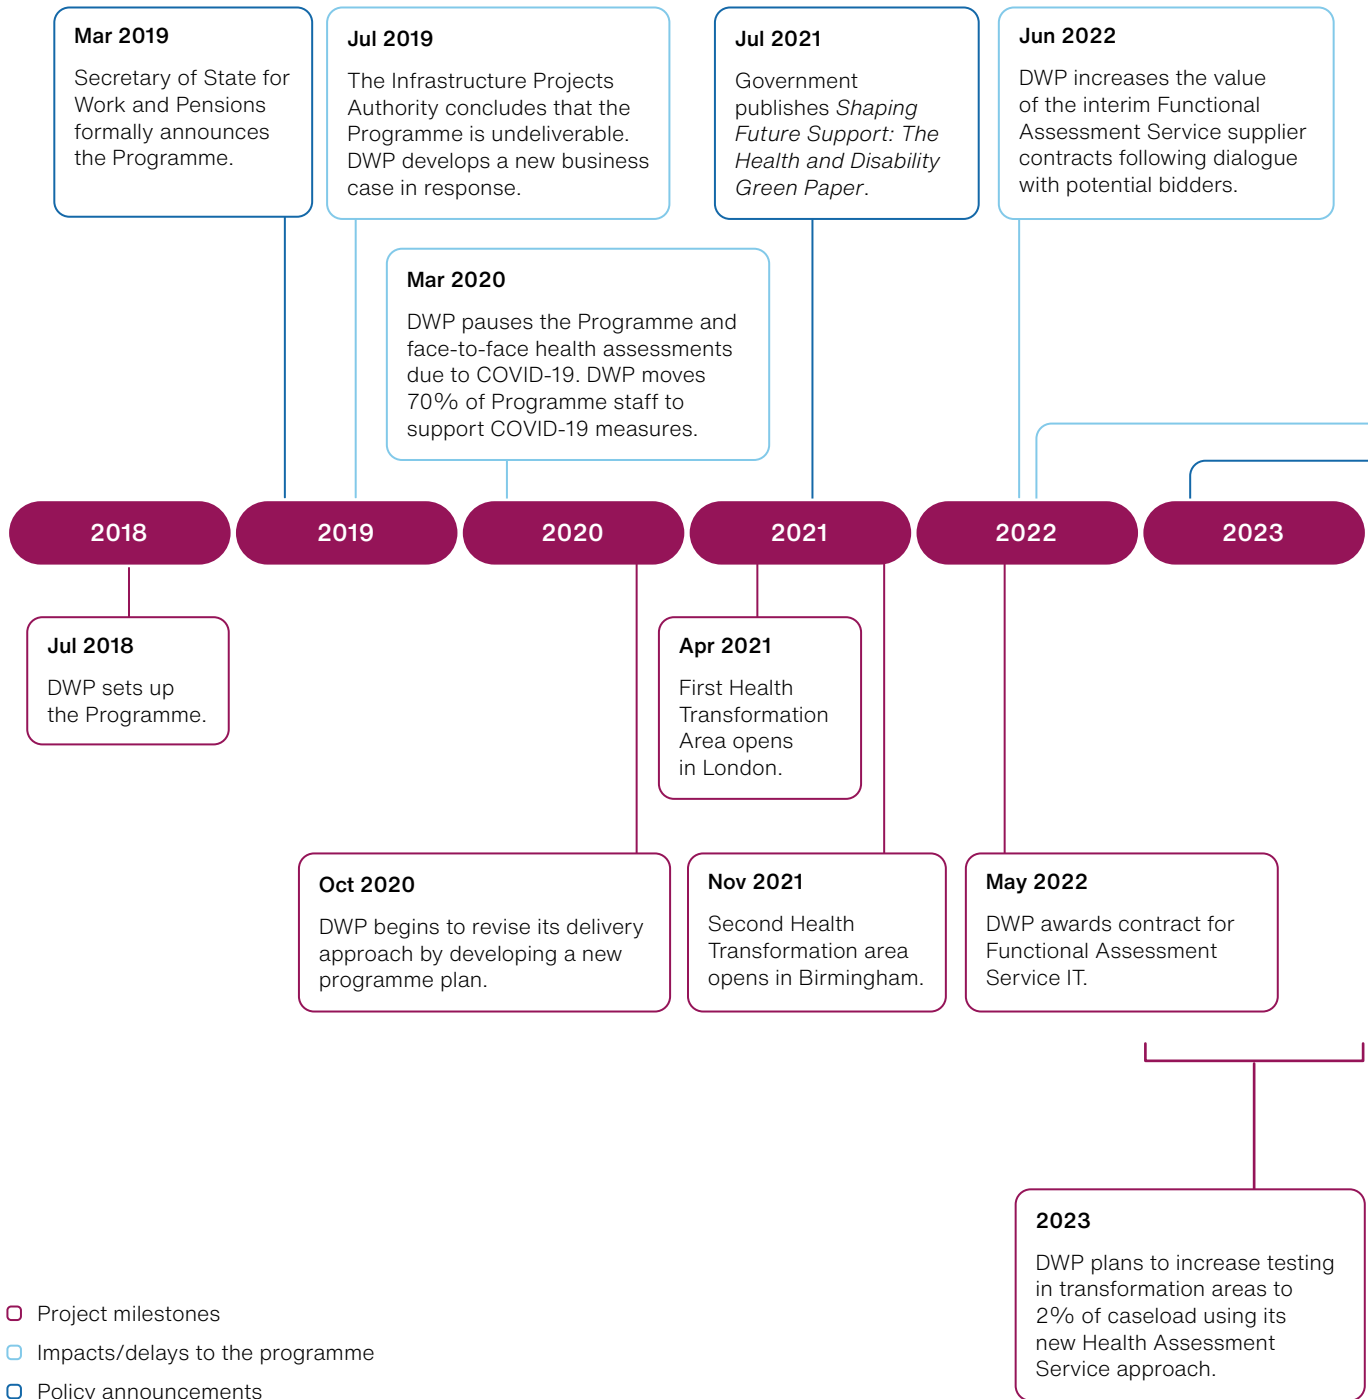 Mar 2019
Secretary of State for
Work and Pensions
formally announces
the Programme.
Jul 2019
The Infrastructure Projects
Authority concludes that the
Programme is undeliverable.
DWP develops a new business
case in response.
Jul 2021
Government
publishes Shaping
Future Support: The
Health and Disability
Green Paper.
Jun 2022
DWP increases the value
of the interim Functional
Assessment Service supplier
contracts following dialogue
with potential bidders.
Mar 2020
DWP pauses the Programme and
face-to-face health assessments
due to COVID-19. DWP moves
70% of Programme staff to
support COVID-19 measures.
2018
2019
2020
2021
2022
2023
Jul 2018
DWP sets up
the Programme.
Apr 2021
First Health
Transformation
Area opens
in London.
Oct 2020
DWP begins to revise its delivery
approach by developing a new
programme plan.
Nov 2021
Second Health
Transformation area
opens in Birmingham.
May 2022
DWP awards contract for
Functional Assessment
Service IT.
2023
DWP plans to increase testing
in transformation areas to
2% of caseload using its
new Health Assessment
Service approach.
Project milestones
Impacts/delays to the programme
Policy announcements